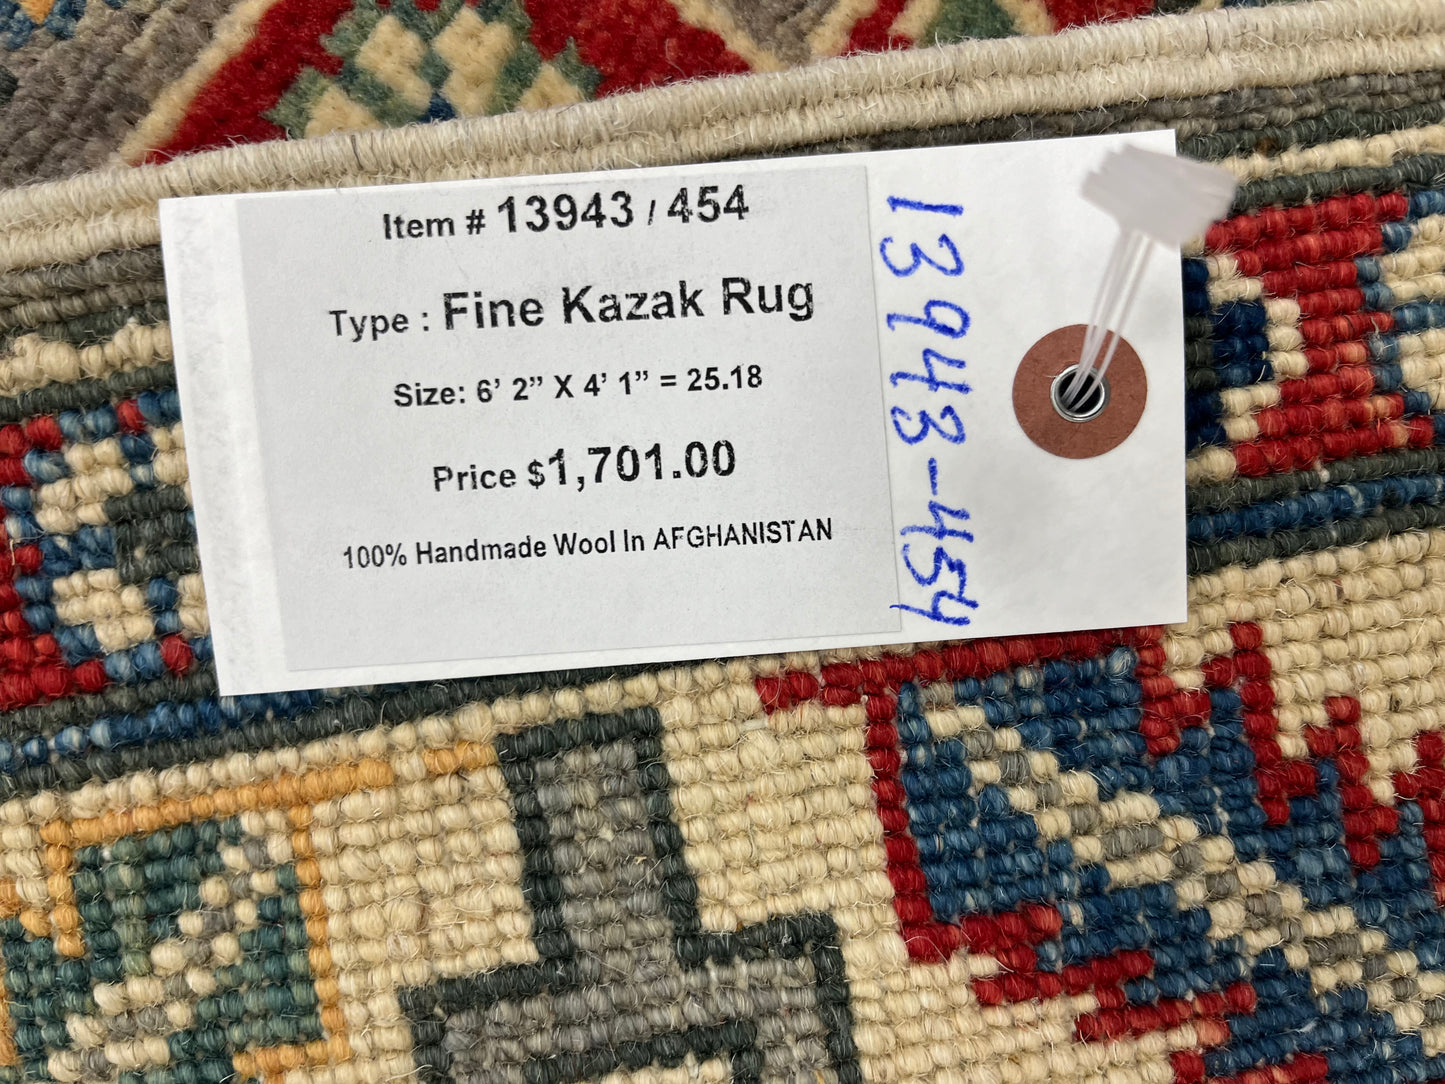 Item # 13943 / 454
Type : Fine Kazak Rug
Size: 6’ 2” X 4’ 1” = 25.18
Price $1,701.00
100% Handmade Wool In AFGHANISTAN
13943-454